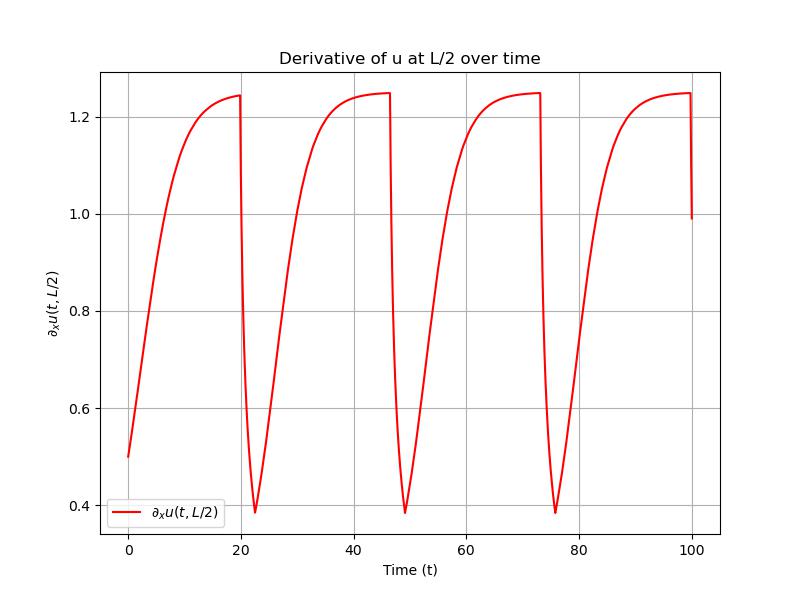 Derivative of u at L/2 over time
∂ₓu(t, L/2)
1.2
1.0
0.8
0.6
0.4
∂ₓu(t, L/2)
0 20 40 60 80 100
Time (t)